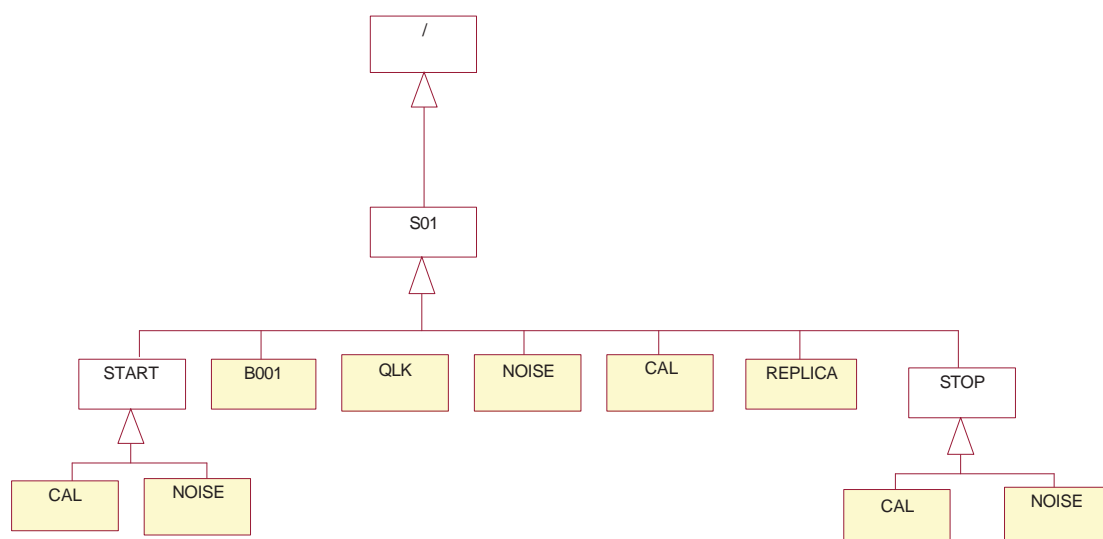 /
S01
START
B001
QLK
NOISE
CAL
REPLICA
STOP
CAL
NOISE
CAL
NOISE